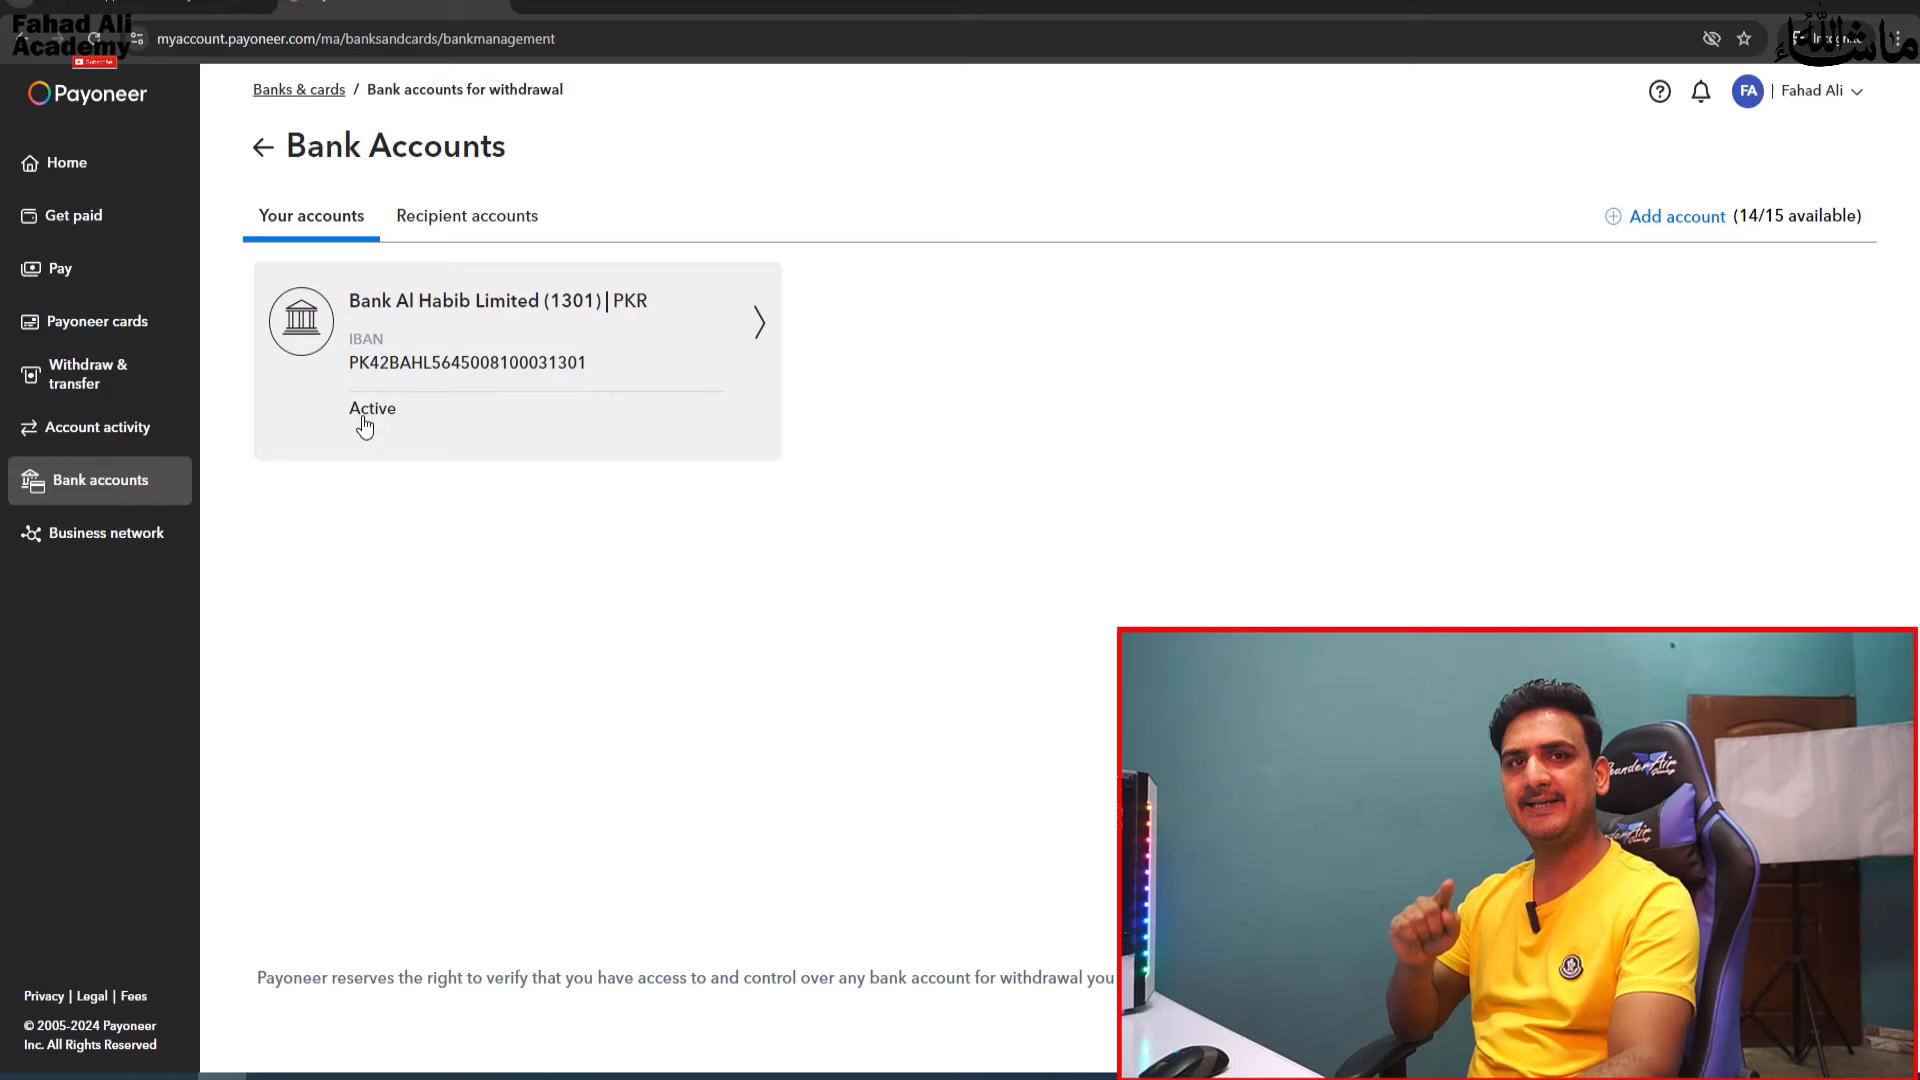 Fahad Ali
Academy
Subscribe
myaccount.payoneer.com/ma/banksandcards/bankmanagement
ماشاءاللہ
Payoneer
Banks & cards / Bank accounts for withdrawal
FA | Fahad Ali
Home
Get paid
Pay
Payoneer cards
Withdraw &
transfer
Account activity
Bank accounts
Business network
Bank Accounts
Your accounts
Recipient accounts
Add account (14/15 available)
Bank Al Habib Limited (1301) | PKR
IBAN
PK42BAHL5645008100031301
Active
Payoneer reserves the right to verify that you have access to and control over any bank account for withdrawal you
Privacy | Legal | Fees
© 2005-2024 Payoneer
Inc. All Rights Reserved